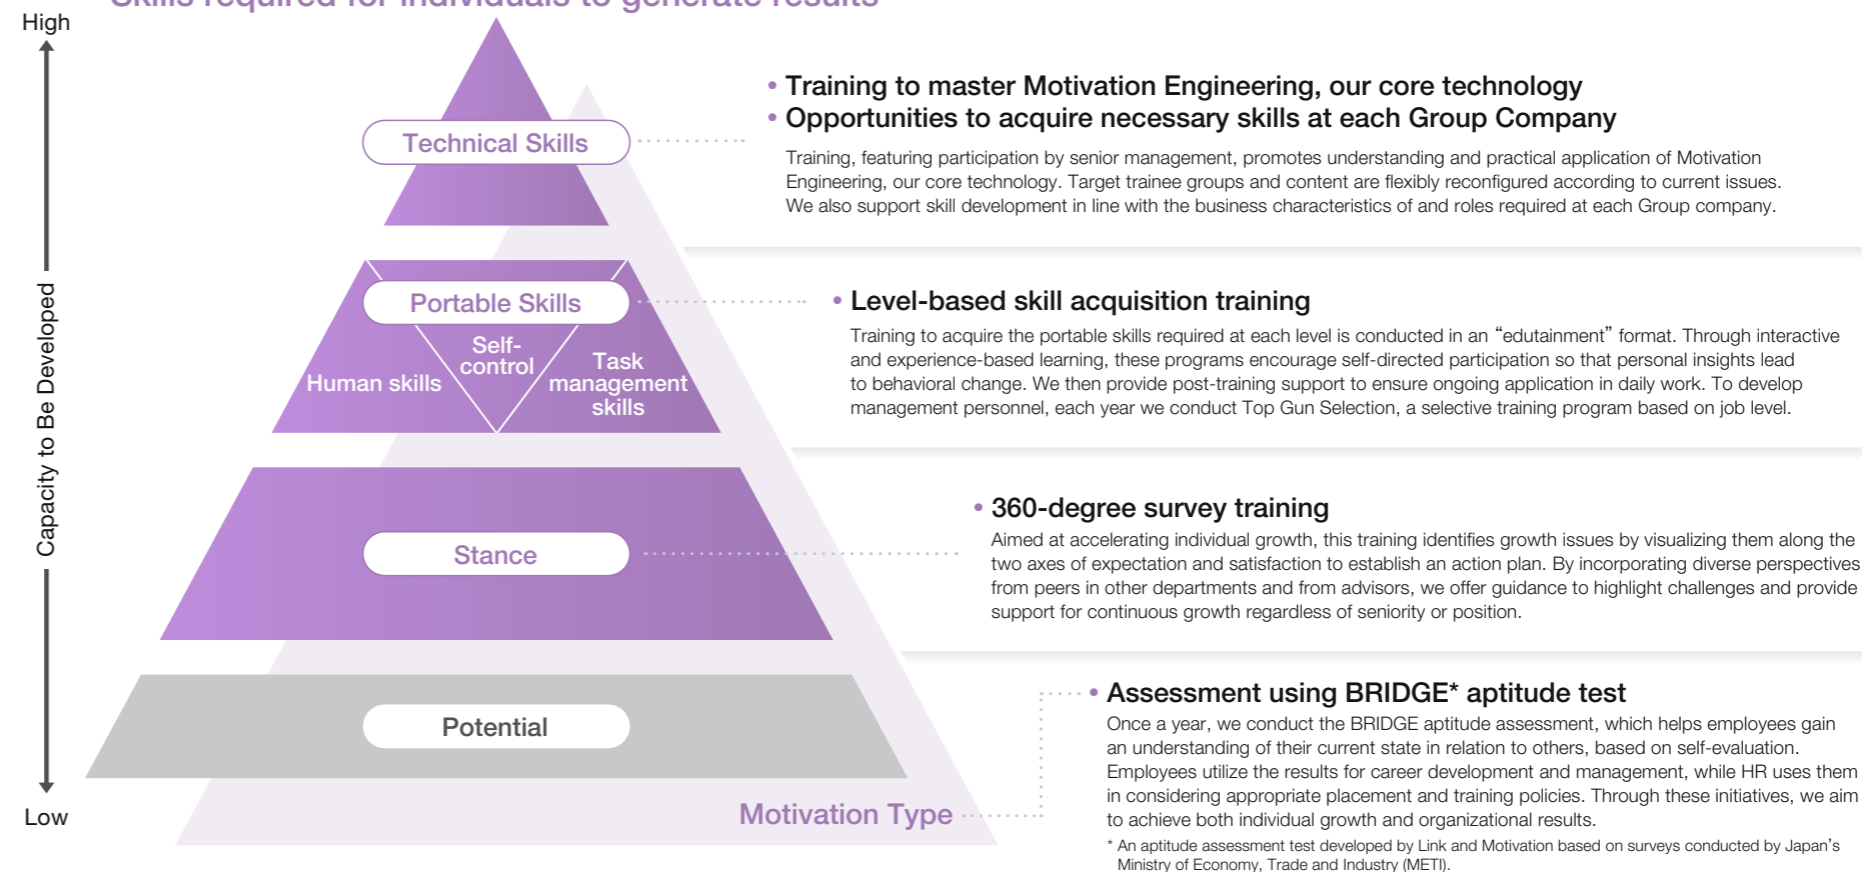 Skills required for individuals to generate results
High
Capacity to Be Developed
Low
Technical Skills
• Training to master Motivation Engineering, our core technology
• Opportunities to acquire necessary skills at each Group Company
Training, featuring participation by senior management, promotes understanding and practical application of Motivation
Engineering, our core technology. Target trainee groups and content are flexibly reconfigured according to current issues.
We also support skill development in line with the business characteristics of and roles required at each Group company.
Portable Skills
Human skills
Self-
control
Task
management
skills
• Level-based skill acquisition training
Training to acquire the portable skills required at each level is conducted in an “edutainment” format. Through interactive
and experience-based learning, these programs encourage self-directed participation so that personal insights lead
to behavioral change. We then provide post-training support to ensure ongoing application in daily work. To develop
management personnel, each year we conduct Top Gun Selection, a selective training program based on job level.
Stance
• 360-degree survey training
Aimed at accelerating individual growth, this training identifies growth issues by visualizing them along the
two axes of expectation and satisfaction to establish an action plan. By incorporating diverse perspectives
from peers in other departments and from advisors, we offer guidance to highlight challenges and provide
support for continuous growth regardless of seniority or position.
Potential
Motivation Type
• Assessment using BRIDGE* aptitude test
Once a year, we conduct the BRIDGE aptitude assessment, which helps employees gain
an understanding of their current state in relation to others, based on self-evaluation.
Employees utilize the results for career development and management, while HR uses them
in considering appropriate placement and training policies. Through these initiatives, we aim
to achieve both individual growth and organizational results.
* An aptitude assessment test developed by Link and Motivation based on surveys conducted by Japan’s
Ministry of Economy, Trade and Industry (METI).